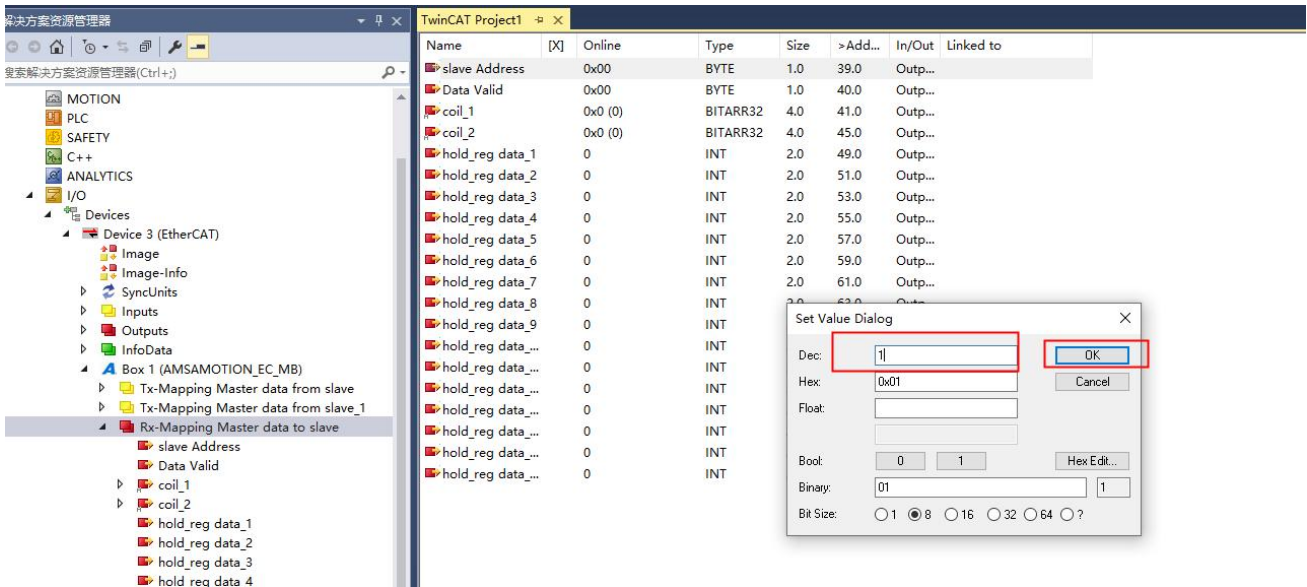 解决方案资源管理器
搜索解决方案资源管理器(Ctrl+;)
MOTION
PLC
SAFETY
C++
ANALYTICS
I/O
Devices
Device 3 (EtherCAT)
Image
Image-Info
SyncUnits
Inputs
Outputs
InfoData
Box 1 (AMSAMOTION_EC_MB)
Tx-Mapping Master data from slave
Tx-Mapping Master data from slave_1
Rx-Mapping Master data to slave
slave Address
Data Valid
coil_1
coil_2
hold_reg data_1
hold_reg data_2
hold_reg data_3
hold_reg data_4
TwinCAT Project1
Name [X] Online Type Size >Add... In/Out Linked to
slave Address 0x00 BYTE 1.0 39.0 Outp...
Data Valid 0x00 BYTE 1.0 40.0 Outp...
coil_1 0x0 (0) BITARR32 4.0 41.0 Outp...
coil_2 0x0 (0) BITARR32 4.0 45.0 Outp...
hold_reg data_1 0 INT 2.0 49.0 Outp...
hold_reg data_2 0 INT 2.0 51.0 Outp...
hold_reg data_3 0 INT 2.0 53.0 Outp...
hold_reg data_4 0 INT 2.0 55.0 Outp...
hold_reg data_5 0 INT 2.0 57.0 Outp...
hold_reg data_6 0 INT 2.0 59.0 Outp...
hold_reg data_7 0 INT 2.0 61.0 Outp...
hold_reg data_8 0 INT 2.0 63.0 Outp...
hold_reg data_9 0 INT
hold_reg data_... 0 INT
hold_reg data_... 0 INT
hold_reg data_... 0 INT
hold_reg data_... 0 INT
hold_reg data_... 0 INT
hold_reg data_... 0 INT
hold_reg data_... 0 INT
Set Value Dialog
Dec: 1 OK
Hex: 0x01 Cancel
Float:
Bool: 0 1 Hex Edit...
Binary: 01 1
Bit Size: 1 8 16 32 64 ?